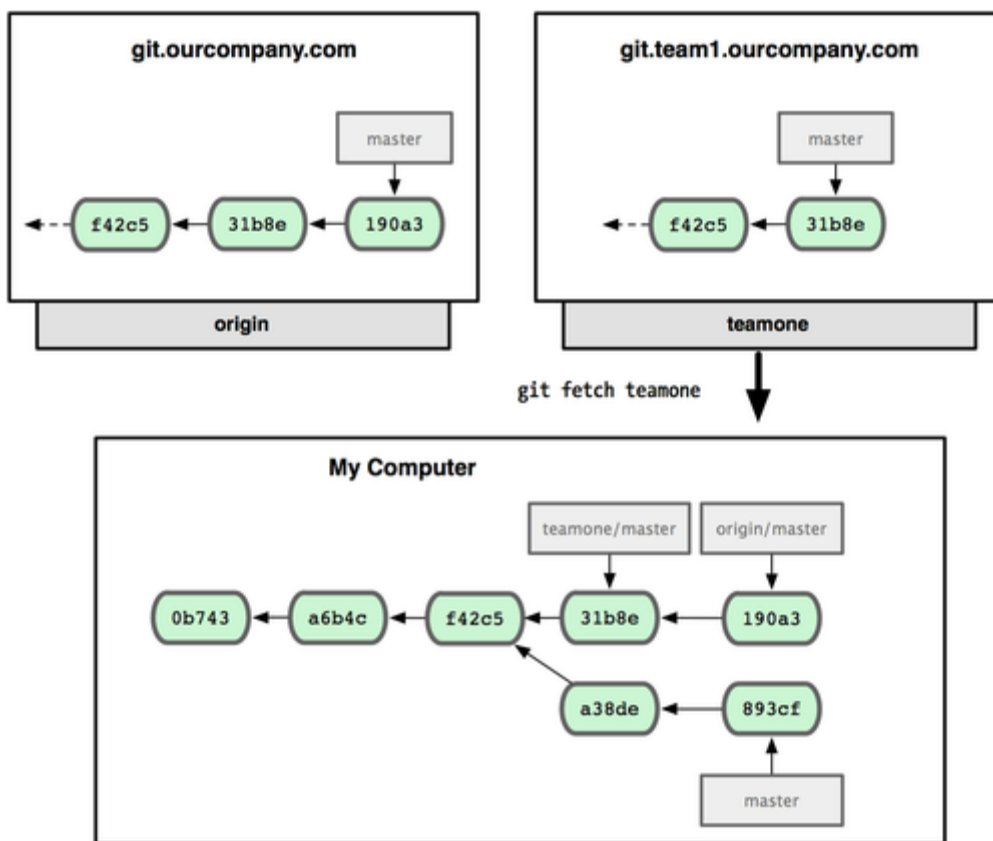 git.ourcompany.com
master
f42c5 31b8e 190a3
origin
git.team1.ourcompany.com
master
f42c5 31b8e
teamone
git fetch teamone
My Computer
teamone/master origin/master
0b743 a6b4c f42c5 31b8e 190a3
a38de 893cf
master